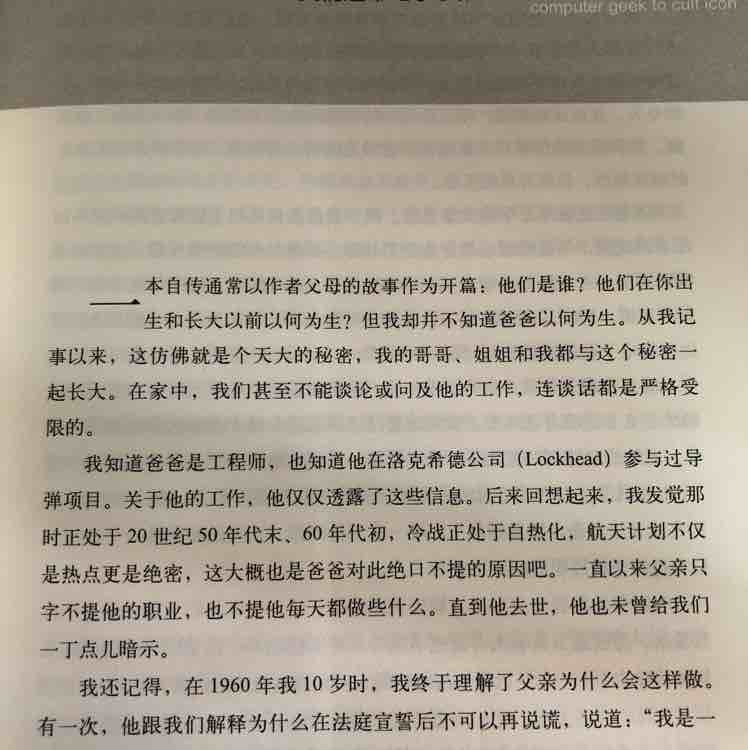 computer geek to cult icon
一本自传通常以作者父母的故事作为开篇：他们是谁？他们在你出
生和长大以前以何为生？但我却并不知道爸爸以何为生。从我记
事以来，这仿佛就是个天大的秘密，我的哥哥、姐姐和我都与这个秘密一
起长大。在家中，我们甚至不能谈论或问及他的工作，连谈话都是严格受
限的。
我知道爸爸是工程师，也知道他在洛克希德公司（Lockhead）参与过导
弹项目。关于他的工作，他仅仅透露了这些信息。后来回想起来，我发觉那
时正处于 20 世纪 50 年代末、60 年代初，冷战正处于白热化，航天计划不仅
是热点更是绝密，这大概也是爸爸对此绝口不提的原因吧。一直以来父亲只
字不提他的职业，也不提他每天都做些什么。直到他去世，他也未曾给我们
一丁点儿暗示。
我还记得，在 1960 年我 10 岁时，我终于理解了父亲为什么会这样做。
有一次，他跟我们解释为什么在法庭宣誓后不可以再说谎，说道：“我是一